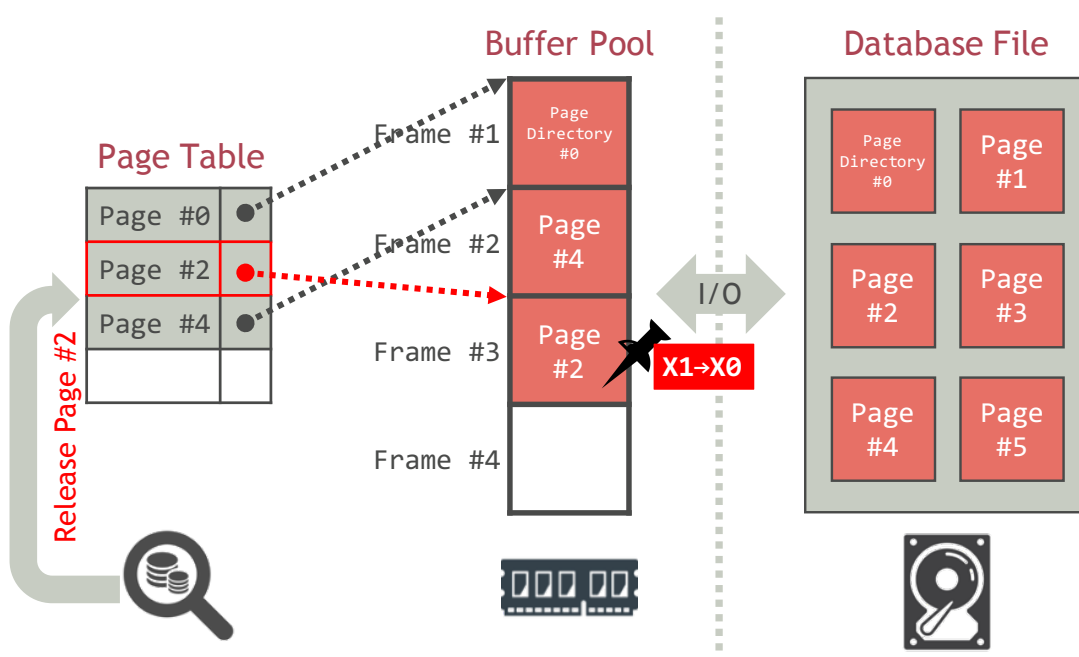 Buffer Pool
Database File
Page Table
Page #0
Page #2
Page #4
Release Page #2
Frame #1
Frame #2
Frame #3
Frame #4
Page
Directory
#0
Page
#4
Page
#2
X1→X0
I/O
Page
Directory
#0
Page
#1
Page
#2
Page
#3
Page
#4
Page
#5